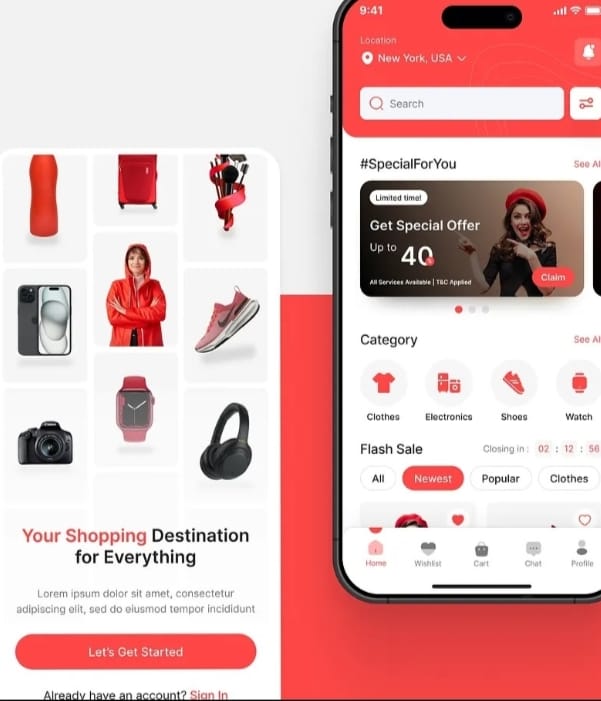 Your Shopping Destination
for Everything
Lorem ipsum dolor sit amet, consectetur
adipiscing elit, sed do eiusmod tempor incididunt
Let's Get Started
Already have an account? Sign In
9:41
Location
New York, USA
Search
#SpecialForYou
See Al
Limited time!
Get Special Offer
Up to 40
%
All Services Available | T&C Applied
Claim
Category
See Al
Clothes
Electronics
Shoes
Watch
Flash Sale
Closing in : 02 : 12 : 56
All
Newest
Popular
Clothes
Home
Wishlist
Cart
Chat
Profile